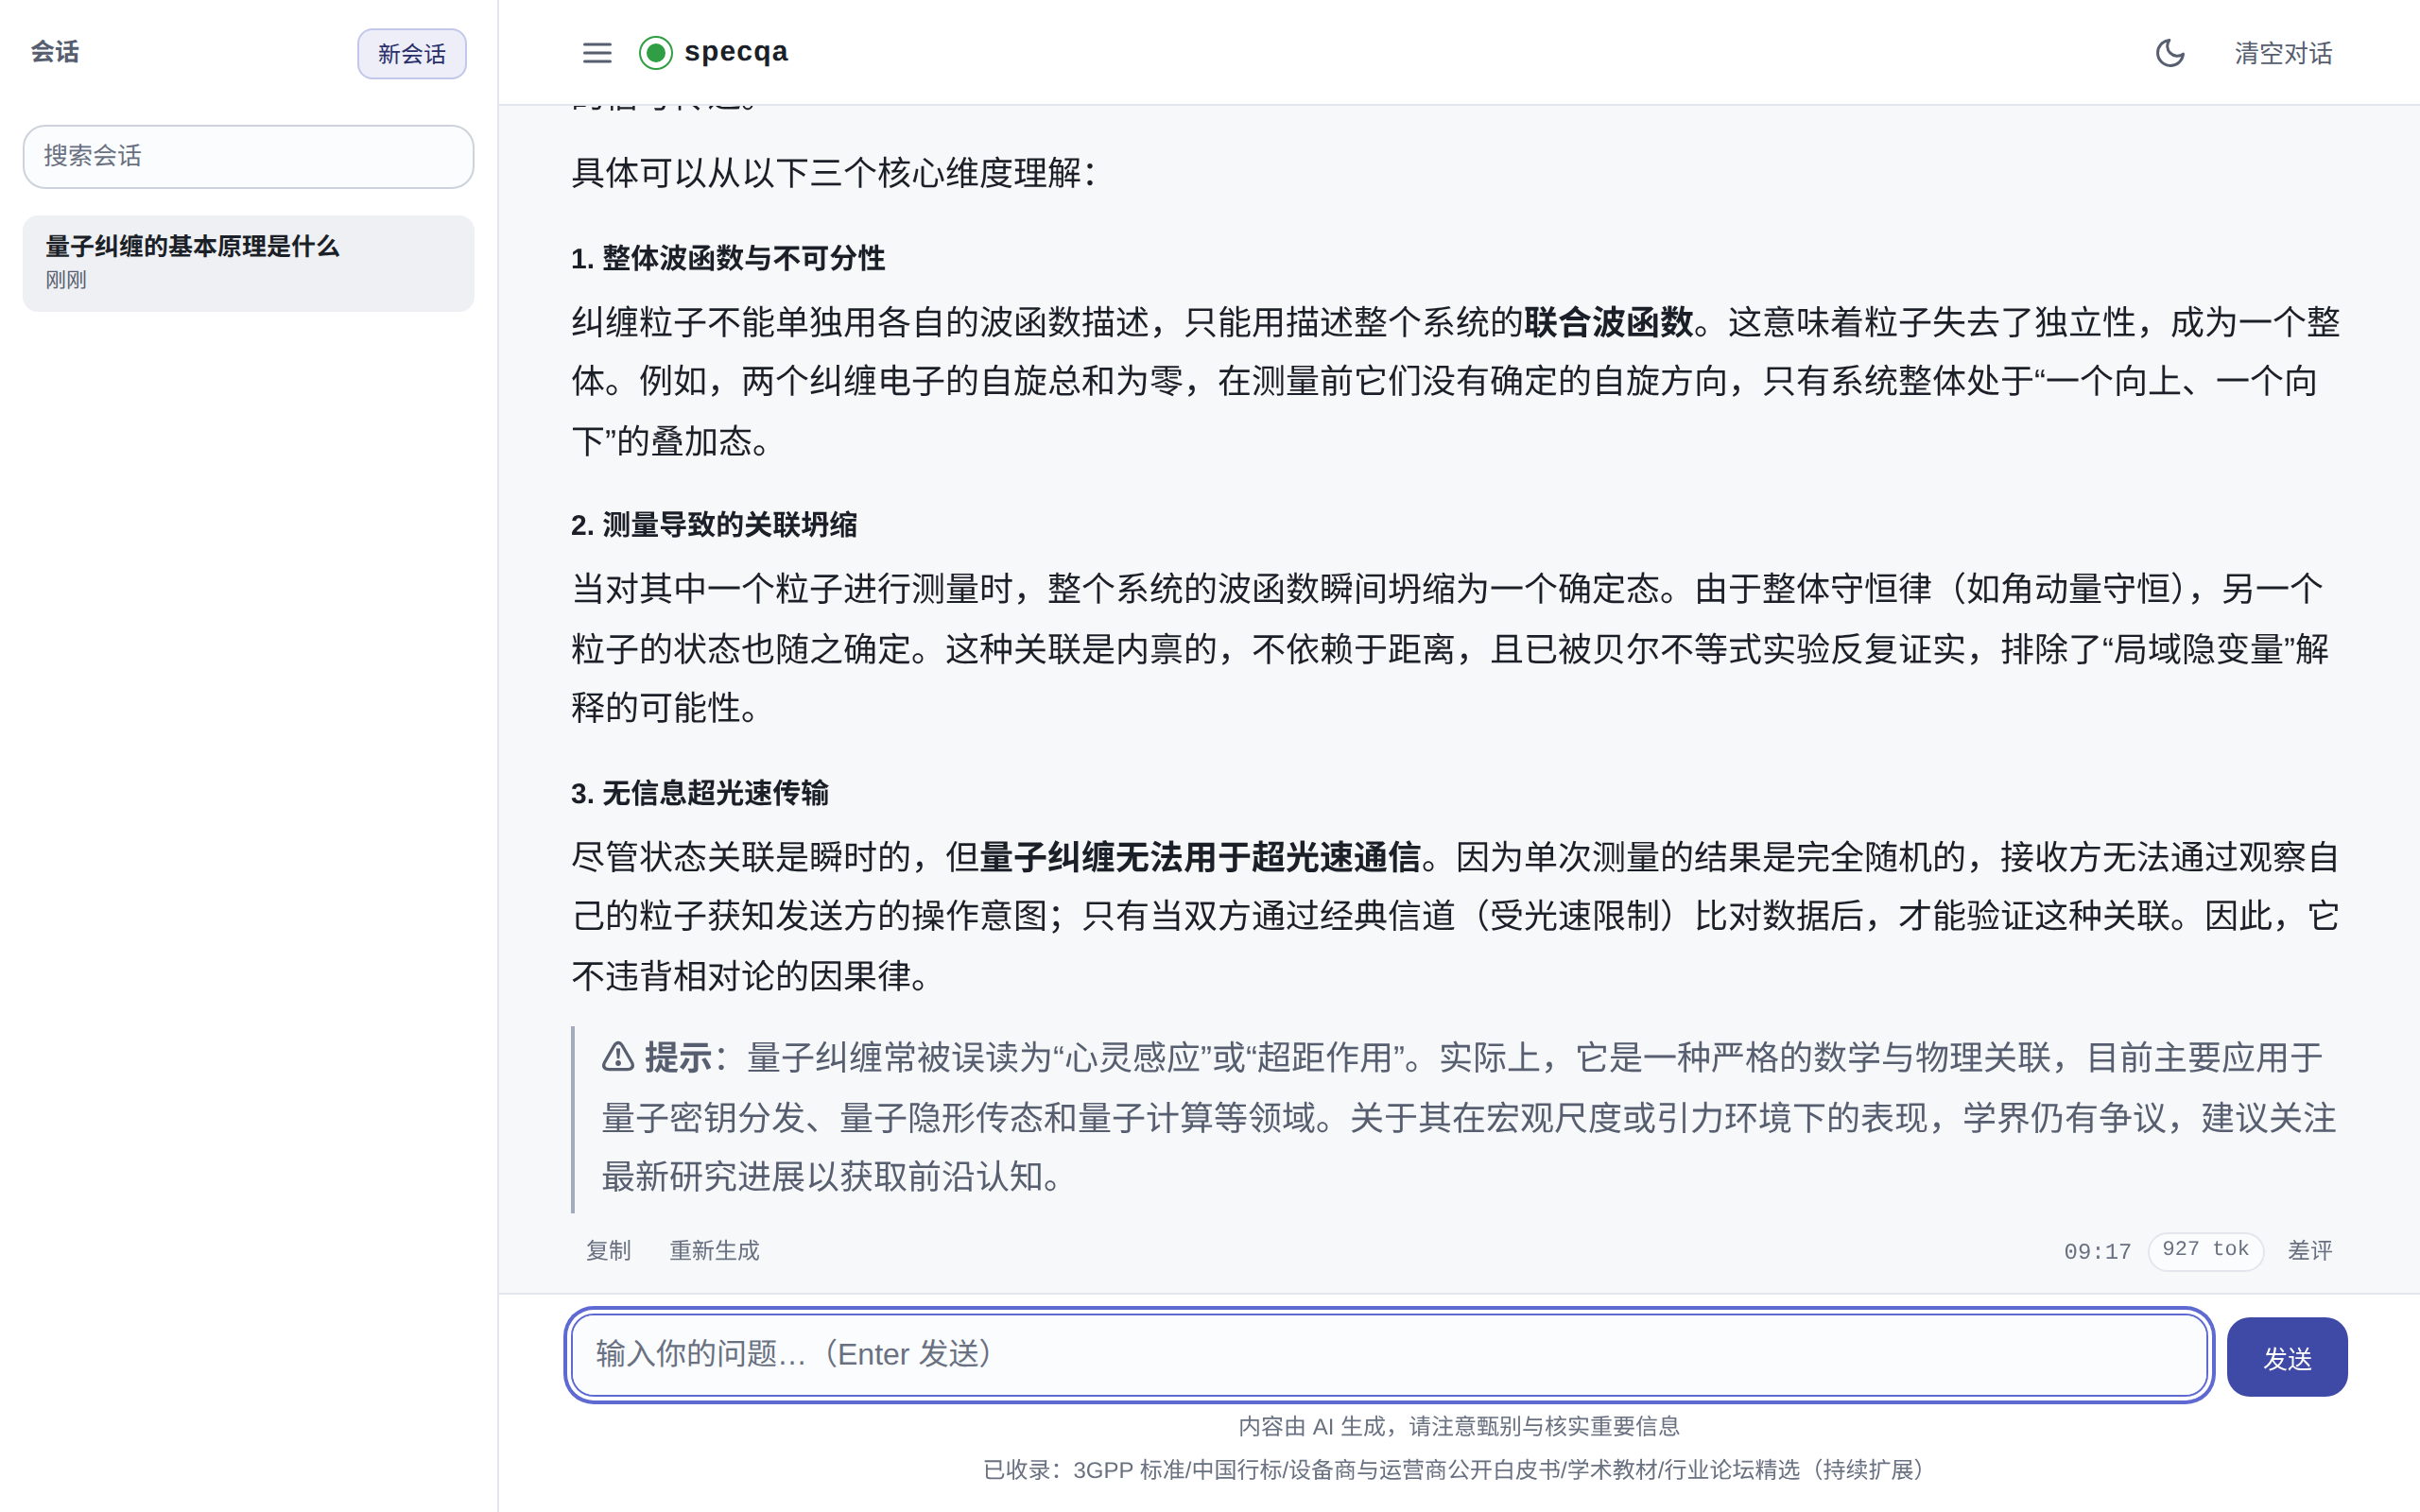 会话
新会话
搜索会话
量子纠缠的基本原理是什么
刚刚
specqa
清空对话
具体可以从以下三个核心维度理解：
1. 整体波函数与不可分性
纠缠粒子不能单独用各自的波函数描述，只能用描述整个系统的联合波函数。这意味着粒子失去了独立性，成为一个整
体。例如，两个纠缠电子的自旋总和为零，在测量前它们没有确定的自旋方向，只有系统整体处于“一个向上、一个向
下”的叠加态。
2. 测量导致的关联坍缩
当对其中一个粒子进行测量时，整个系统的波函数瞬间坍缩为一个确定态。由于整体守恒律（如角动量守恒），另一个
粒子的状态也随之确定。这种关联是内禀的，不依赖于距离，且已被贝尔不等式实验反复证实，排除了“局域隐变量”解
释的可能性。
3. 无信息超光速传输
尽管状态关联是瞬时的，但量子纠缠无法用于超光速通信。因为单次测量的结果是完全随机的，接收方无法通过观察自
己的粒子获知发送方的操作意图；只有当双方通过经典信道（受光速限制）比对数据后，才能验证这种关联。因此，它
不违背相对论的因果律。
⚠ 提示：量子纠缠常被误读为“心灵感应”或“超距作用”。实际上，它是一种严格的数学与物理关联，目前主要应用于
量子密钥分发、量子隐形传态和量子计算等领域。关于其在宏观尺度或引力环境下的表现，学界仍有争议，建议关注
最新研究进展以获取前沿认知。
复制 重新生成
09:17 927 tok 差评
输入你的问题…（Enter 发送）
发送
内容由 AI 生成，请注意甄别与核实重要信息
已收录：3GPP 标准/中国行标/设备商与运营商公开白皮书/学术教材/行业论坛精选（持续扩展）